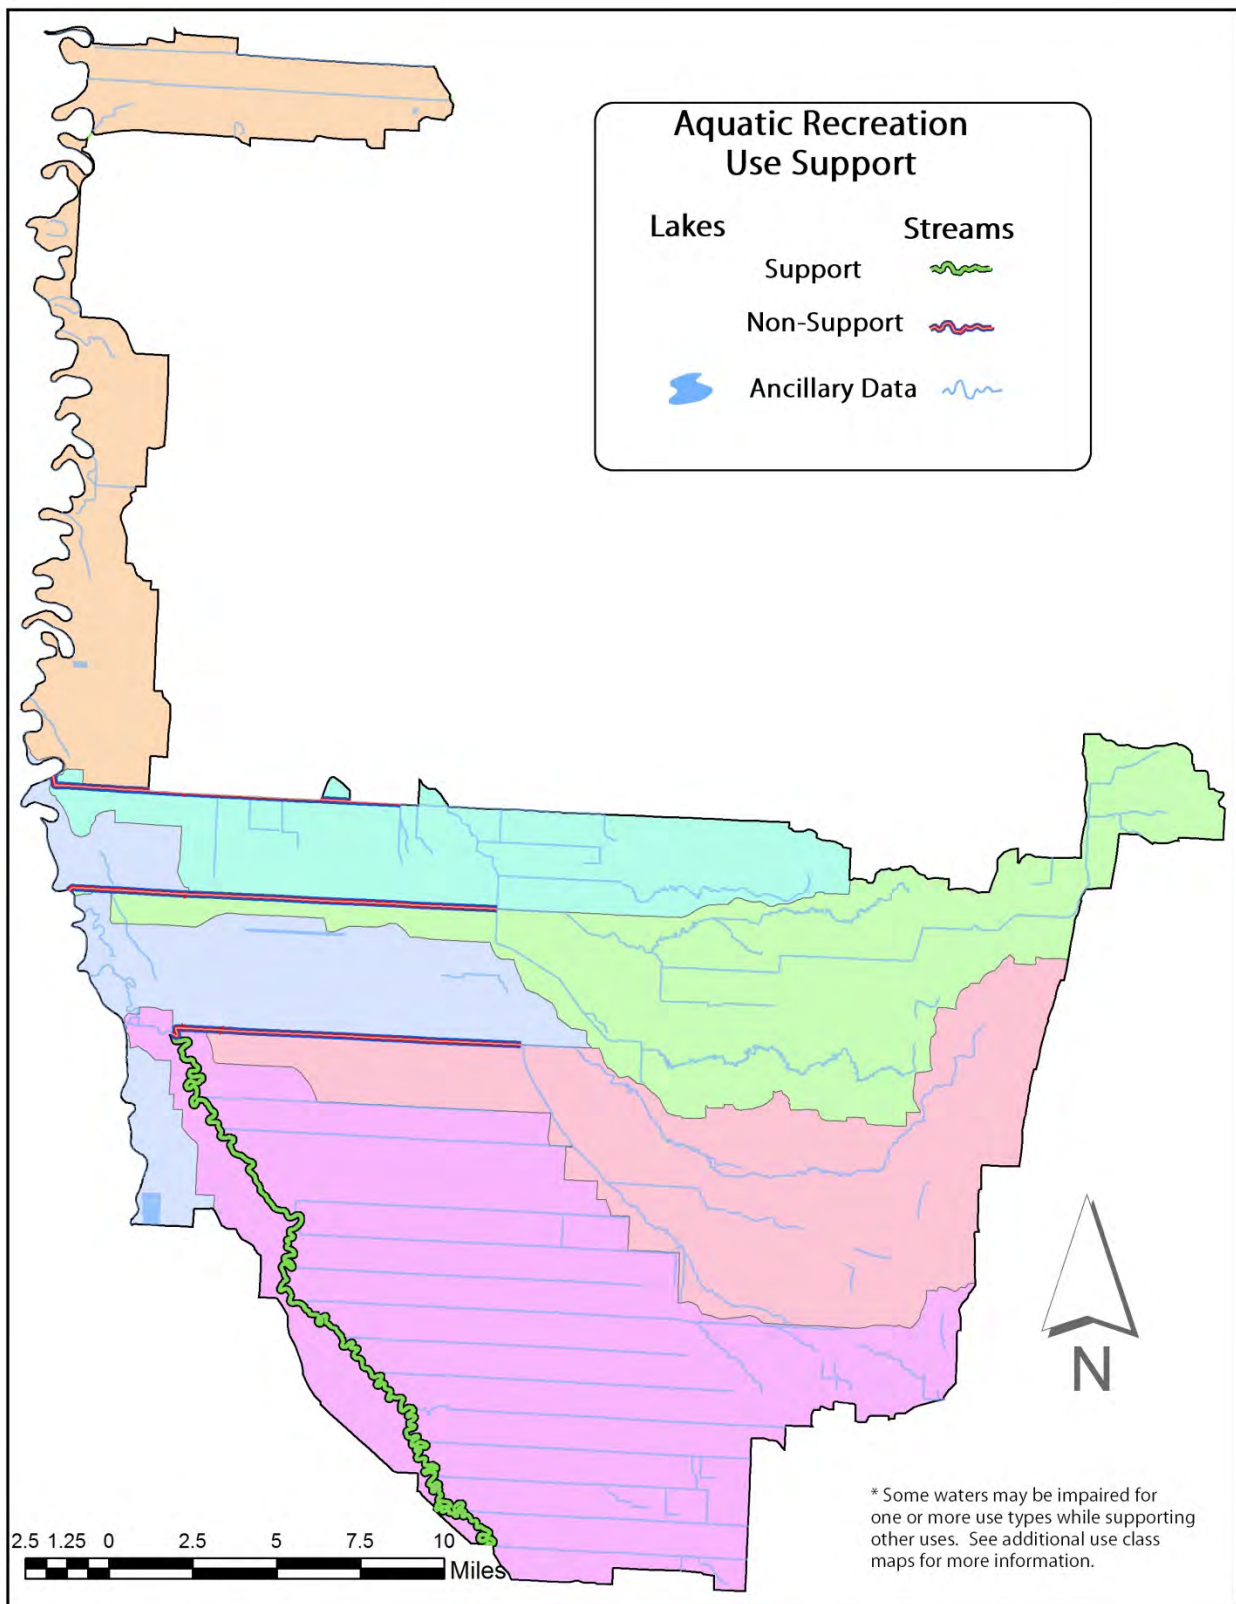 Aquatic Recreation
Use Support
Lakes Streams
Support
Non-Support
Ancillary Data
N
* Some waters may be impaired for
one or more use types while supporting
other uses. See additional use class
maps for more information.
2.5 1.25 0 2.5 5 7.5 10
Miles